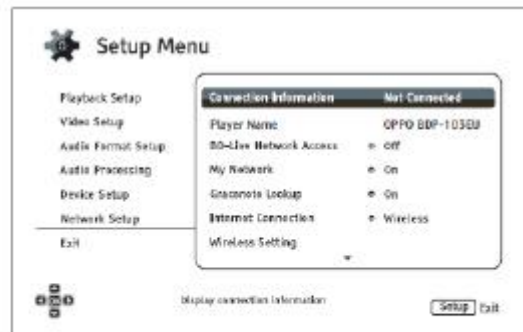 Setup Menu
Playback Setup
Video Setup
Audio Format Setup
Audio Processing
Device Setup
Network Setup
Exit
Connection Information Not Connected
Player Name OPPO BDP-103EU
BD-Live Network Access Off
My Network On
Gracenote Lookup On
Internet Connection Wireless
Wireless Setting
Display connection information
Setup Exit